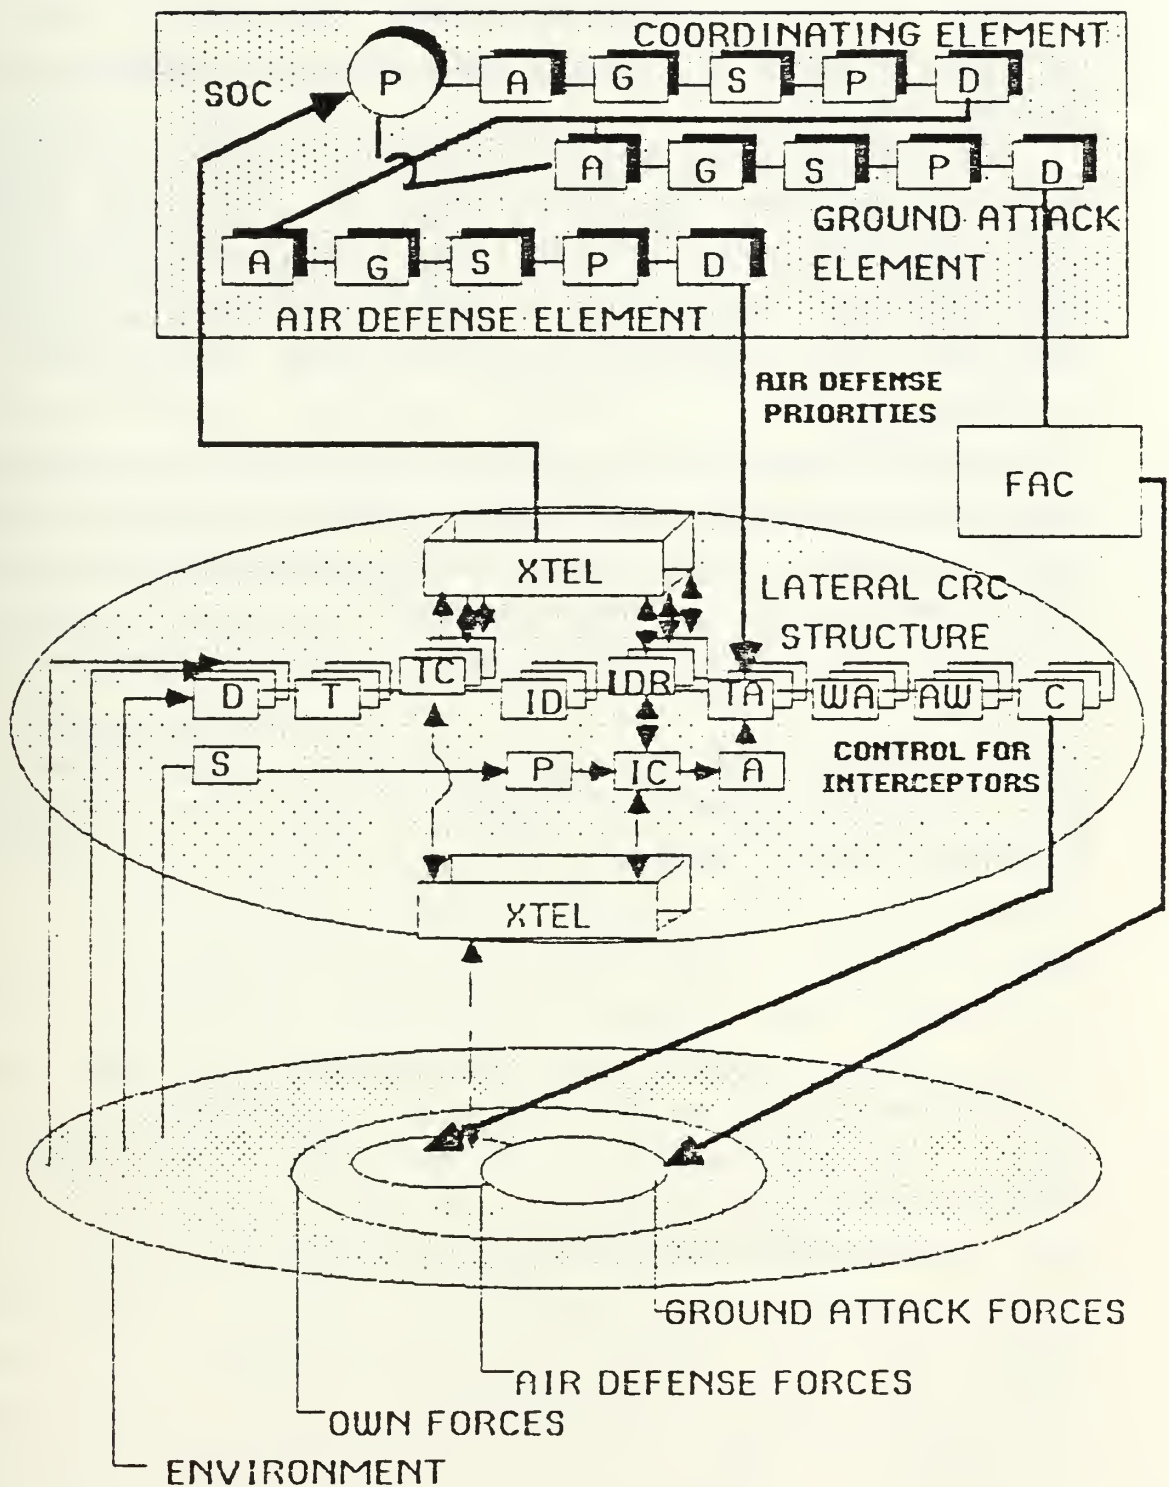 COORDINATING ELEMENT
SOC
P A G S P D
A G S P D
GROUND ATTACK
ELEMENT
A G S P D
AIR DEFENSE ELEMENT
AIR DEFENSE
PRIORITIES
FAC
XTEL
LATERAL CRC
STRUCTURE
D T TC ID IDR TA WA AW C
S P IC A
CONTROL FOR
INTERCEPTORS
XTEL
GROUND ATTACK FORCES
AIR DEFENSE FORCES
OWN FORCES
ENVIRONMENT